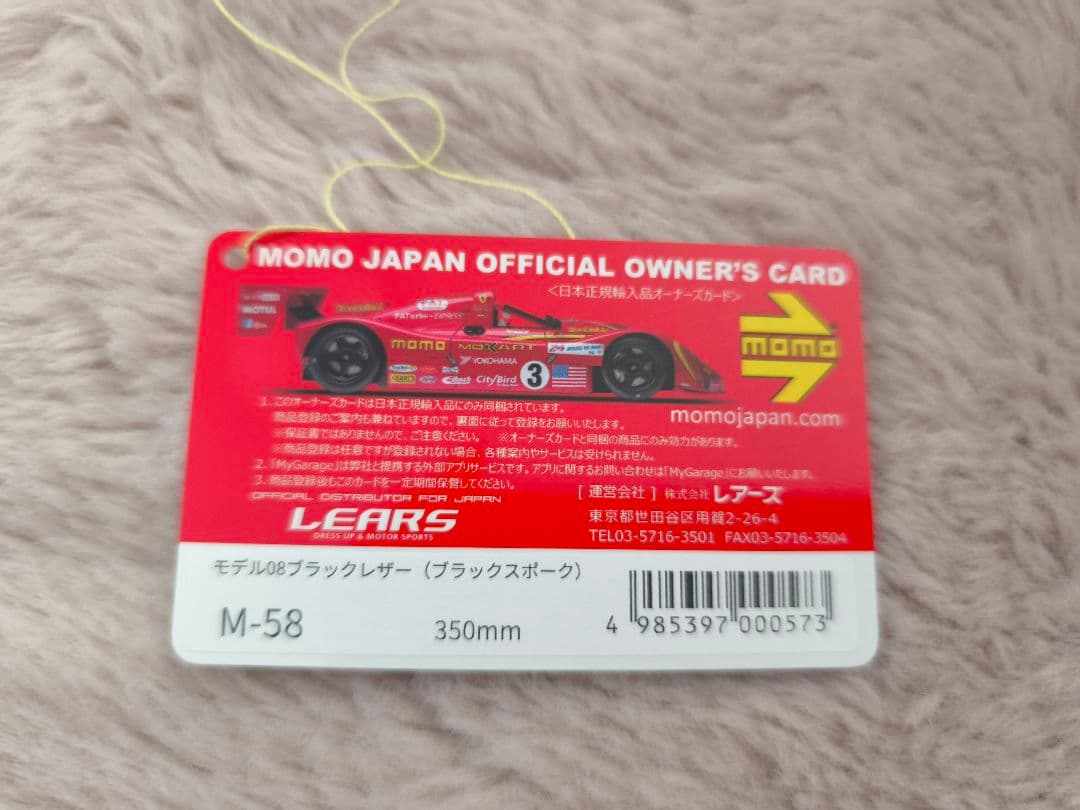 MOMO JAPAN OFFICIAL OWNER'S CARD
<日本正規輸入品オーナーズカード>
MOTUL
momo
MOMO KART
YOKOHAMA
Eibach
CityBird
3
momo
momojapan.com
1. このオーナーズカードは日本正規輸入品にのみ同梱されています。
商品登録のご案内も兼ねていますので、裏面に従って登録をお願いいたします。
※保証書ではありませんので、ご注意ください。 ※オーナーズカードと同梱の商品にのみ効力があります。
※商品登録は任意ですが登録されない場合、各種案内やサービスは受けられません。
2.「MyGarage」は弊社と提携する外部アプリサービスです。アプリに関するお問い合わせは「MyGarage」にお願いいたします。
3. 商品登録後もこのカードを一定期間保管してください。
OFFICIAL DISTRIBUTOR FOR JAPAN
LEARS
DRESS UP & MOTOR SPORTS
[ 運営会社 ] 株式会社 レアーズ
東京都世田谷区用賀2-26-4
TEL03-5716-3501 FAX03-5716-3504
モデル08ブラックレザー（ブラックスポーク）
M-58
350mm
4 985397 000573